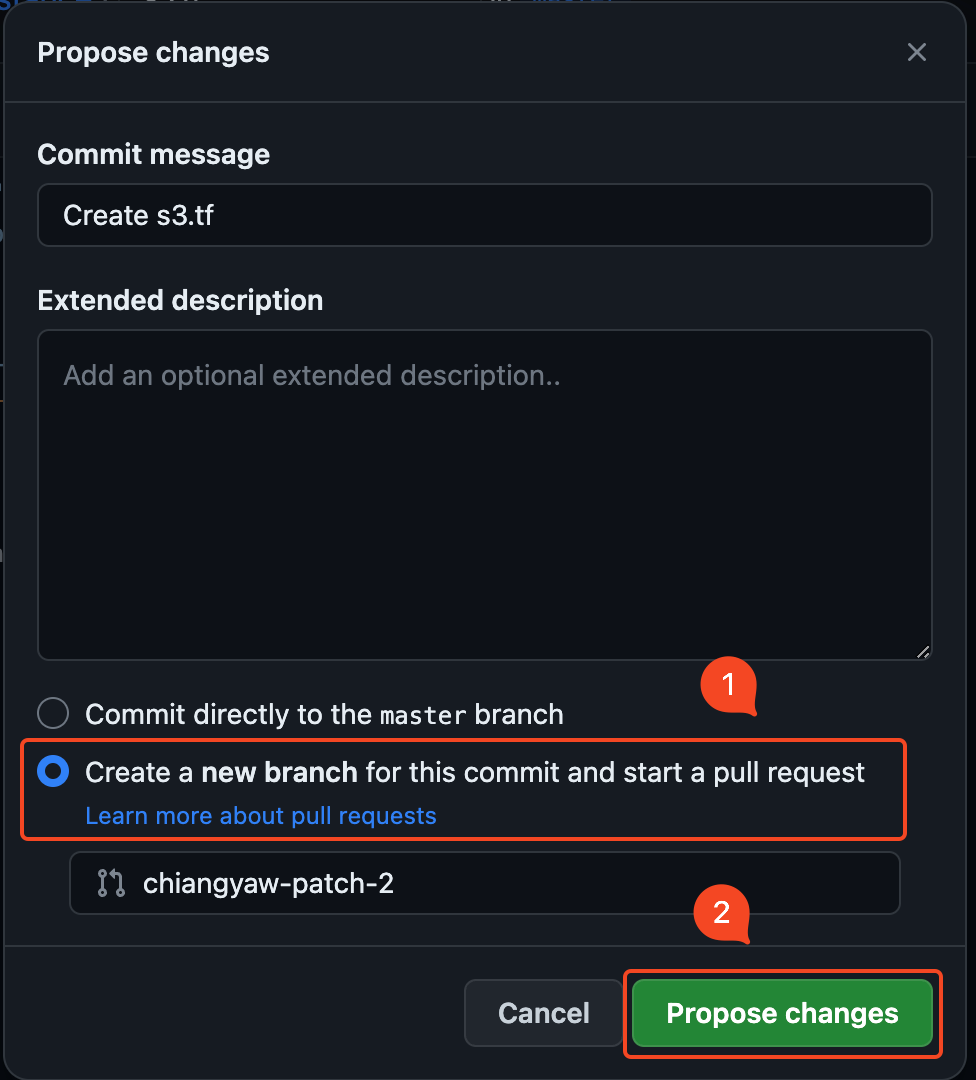 Propose changes
Commit message
Create s3.tf
Extended description
Add an optional extended description..
1
Commit directly to the master branch
Create a new branch for this commit and start a pull request
Learn more about pull requests
chiangyaw-patch-2
2
Cancel
Propose changes